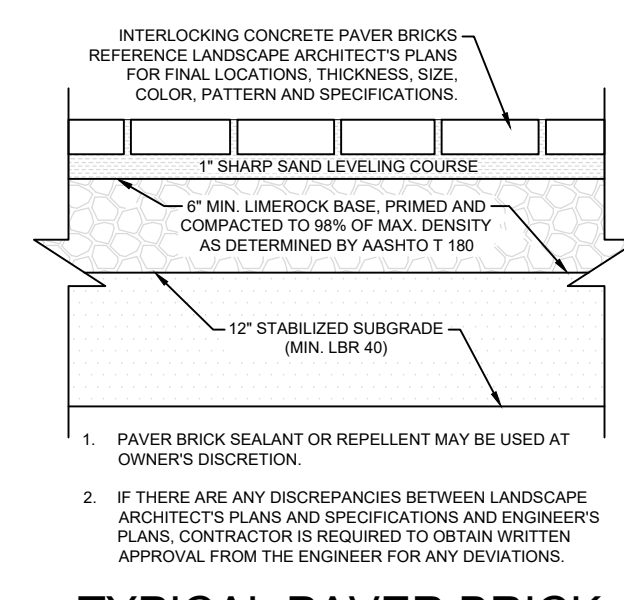 INTERLOCKING CONCRETE PAVER BRICKS
REFERENCE LANDSCAPE ARCHITECT'S PLANS
FOR FINAL LOCATIONS, THICKNESS, SIZE,
COLOR, PATTERN AND SPECIFICATIONS.
1" SHARP SAND LEVELING COURSE
6" MIN. LIMEROCK BASE, PRIMED AND
COMPACTED TO 98% OF MAX. DENSITY
AS DETERMINED BY AASHTO T 180
12" STABILIZED SUBGRADE
(MIN. LBR 40)
1. PAVER BRICK SEALANT OR REPELLENT MAY BE USED AT
OWNER'S DISCRETION.
2. IF THERE ARE ANY DISCREPANCIES BETWEEN LANDSCAPE
ARCHITECT'S PLANS AND SPECIFICATIONS AND ENGINEER'S
PLANS, CONTRACTOR IS REQUIRED TO OBTAIN WRITTEN
APPROVAL FROM THE ENGINEER FOR ANY DEVIATIONS.
TYPICAL PAVER BRICK